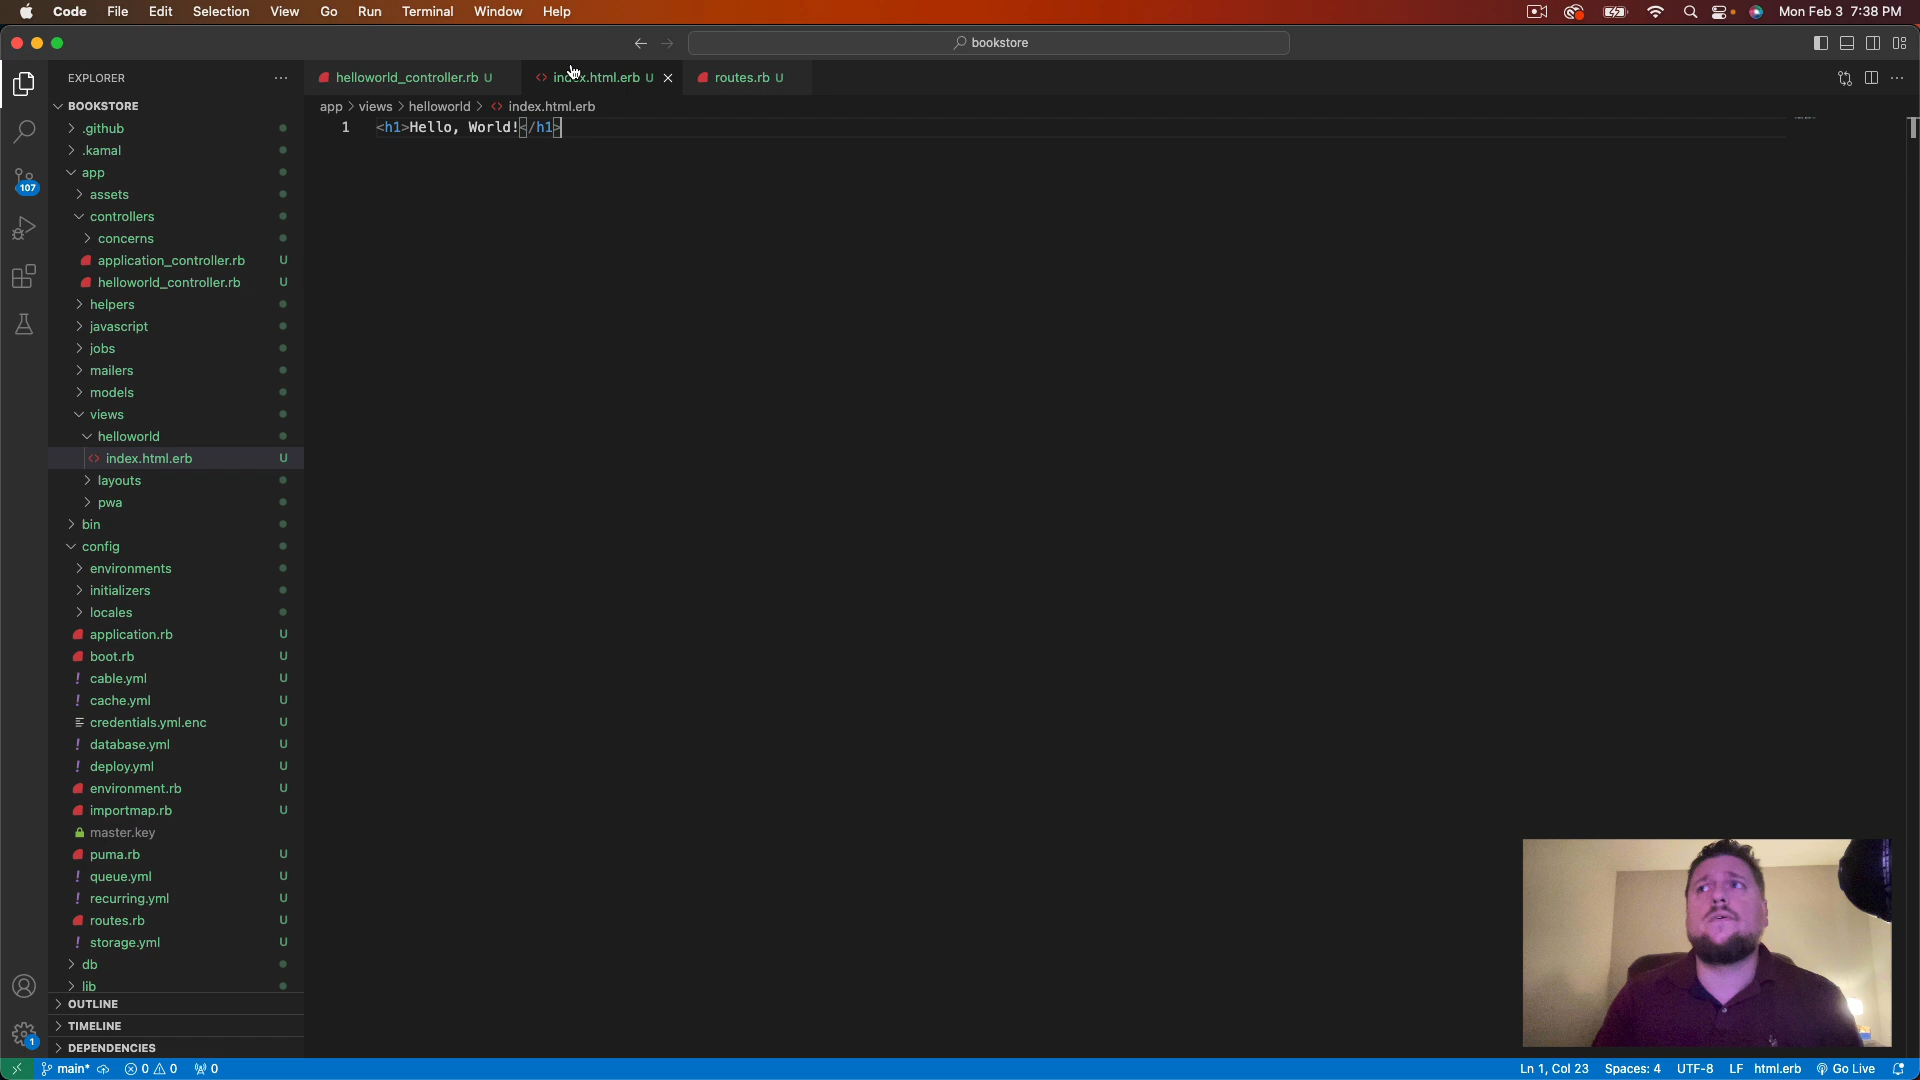 Code File Edit Selection View Go Run Terminal Window Help Mon Feb 3 7:38 PM
bookstore
EXPLORER
helloworld_controller.rb U
index.html.erb U
routes.rb U
app > views > helloworld > index.html.erb
1 <h1>Hello, World!</h1>
BOOKSTORE
.github
.kamal
app
assets
107
controllers
concerns
application_controller.rb U
helloworld_controller.rb U
helpers
javascript
jobs
mailers
models
views
helloworld
index.html.erb U
layouts
pwa
bin
config
environments
initializers
locales
application.rb U
boot.rb U
cable.yml U
cache.yml U
credentials.yml.enc U
database.yml U
deploy.yml U
environment.rb U
importmap.rb U
master.key
puma.rb U
queue.yml U
recurring.yml U
routes.rb U
storage.yml U
db
lib
OUTLINE
TIMELINE
1
DEPENDENCIES
main* 0 0 0 Ln 1, Col 23 Spaces: 4 UTF-8 LF html.erb Go Live